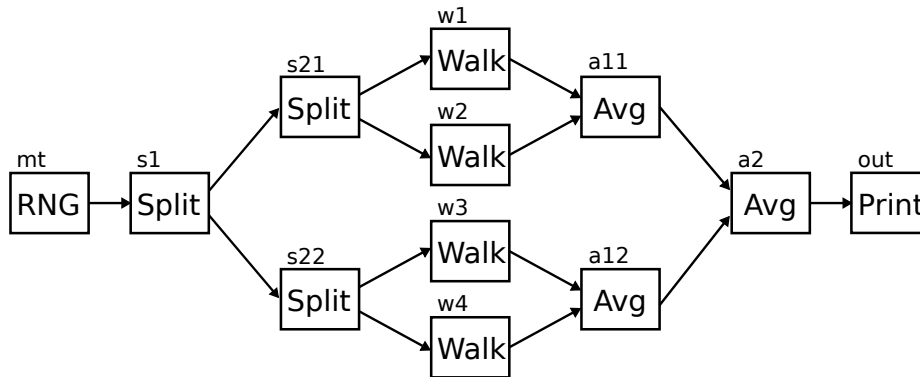 mt
RNG
s1
Split
s21
Split
s22
Split
w1
Walk
w2
Walk
w3
Walk
w4
Walk
a11
Avg
a12
Avg
a2
Avg
out
Print